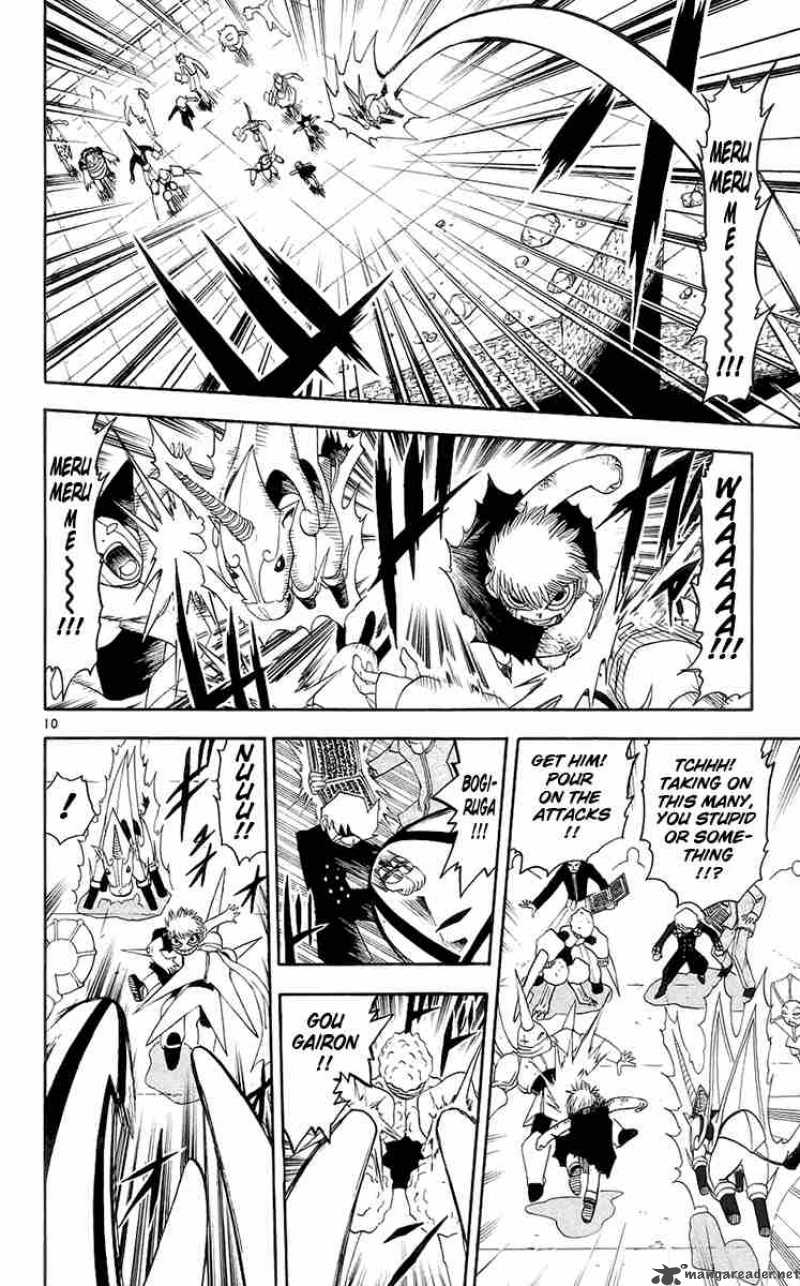 MERU
MERU
ME~~~
!!!
WAAAAAAA
!!!
MERU
MERU
ME~~~
!!!
10
TCHHH!
TAKING ON
THIS MANY,
YOU STUPID
OR SOME-
THING
!!?
GET HIM!
POUR
ON THE
ATTACKS
!!
BOGI-
RUGA
!!!
GOU
GAIRON
!!
NUUU!!
!
mangareader.net